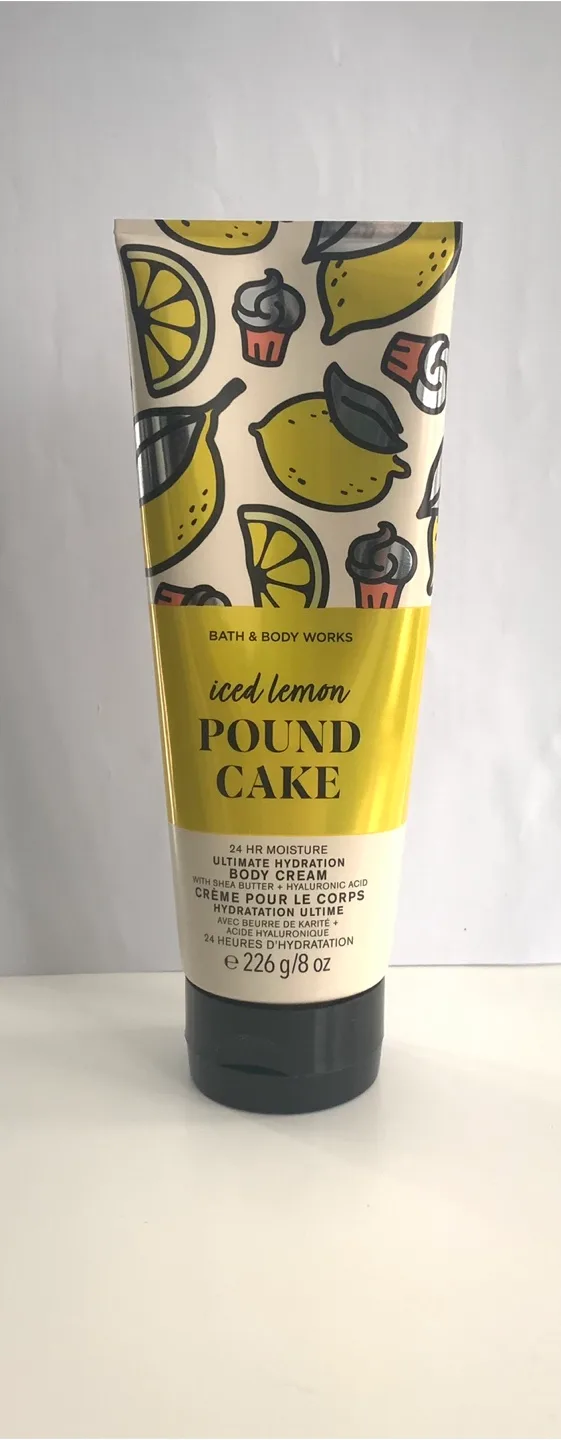 BATH & BODY WORKS
iced lemon
POUND
CAKE
24 HR MOISTURE
ULTIMATE HYDRATION
BODY CREAM
WITH SHEA BUTTER + HYALURONIC ACID
CRÈME POUR LE CORPS
HYDRATATION ULTIME
AVEC BEURRE DE KARITÉ +
ACIDE HYALURONIQUE
24 HEURES D'HYDRATATION
℮ 226 g/8 oz